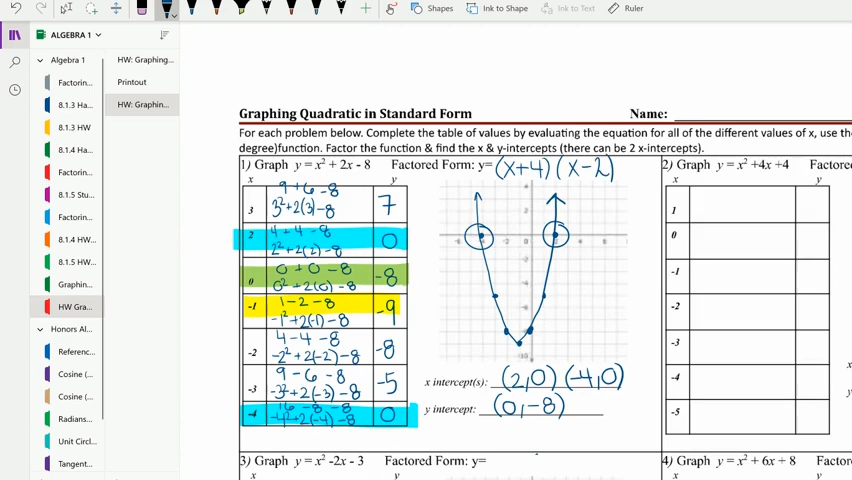 Shapes
Ink to Shape
Ink to Text
Ruler
ALGEBRA 1
Algebra 1
Factorin...
8.1.3 Ha...
8.1.3 HW
8.1.4 Ha...
Factorin...
8.1.5 Stu...
Factorin...
8.1.4 HW...
8.1.5 HW...
Graphin...
HW Gra...
Honors Al...
Referenc...
Cosine (...
Cosine (...
Radians...
Unit Circ...
Tangent...
HW: Graphing...
Printout
HW: Graphin...
Graphing Quadratic in Standard Form Name:
For each problem below. Complete the table of values by evaluating the equation for all of the different values of x, use the
degree)function. Factor the function & find the x & y-intercepts (there can be 2 x-intercepts).
1) Graph y = x² + 2x - 8 Factored Form: y= (x+4)(x-2)
x y
9+6-8
3 3²+2(3)-8 7
4+4-8
2 2²+2(2)-8 0
0+0-8
0 0²+2(0)-8 -8
1-2-8
-1 -1²+2(-1)-8 -9
4-4-8
-2 -2²+2(-2)-8 -8
9-6-8
-3 -3²+2(-3)-8 -5
16-8-8
-4 -4²+2(-4)-8 0
x intercept(s): (2,0) (-4,0)
y intercept: (0,-8)
2) Graph y = x² +4x +4 Factored
x y
1
0
-1
-2
-3
-4
-5
x
y
3) Graph y = x² -2x - 3 Factored Form: y=
x y
4) Graph y = x² + 6x + 8 Factored
x y